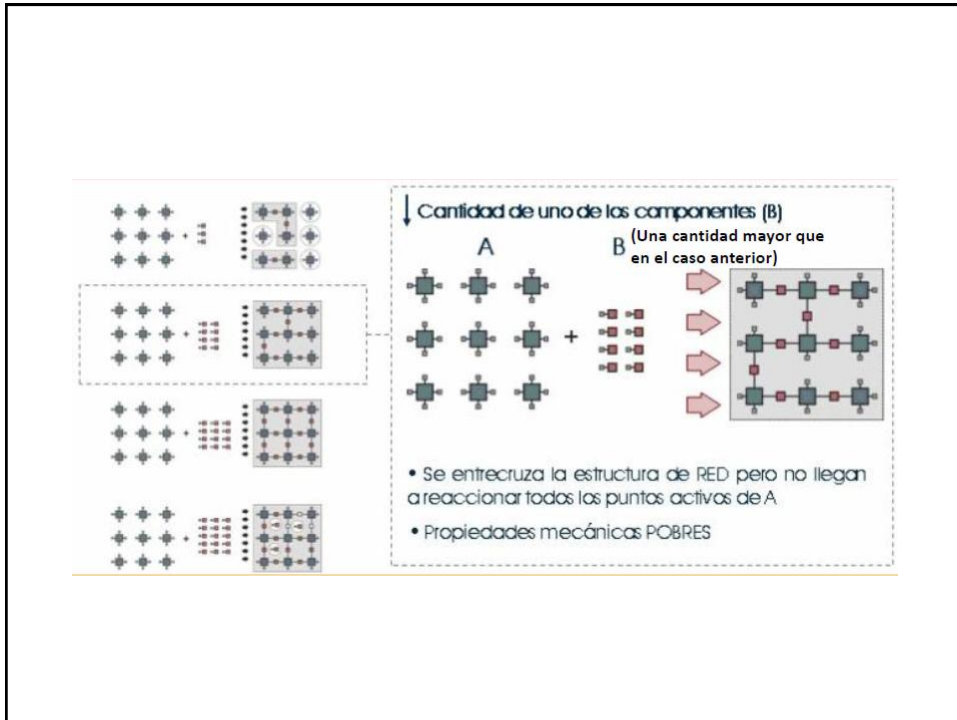 ↓ Cantidad de uno de los componentes (B)
A
B (Una cantidad mayor que
en el caso anterior)
+
+
+
+
+
• Se entrecruza la estructura de RED pero no llegan
a reaccionar todos los puntos activos de A
• Propiedades mecánicas POBRES